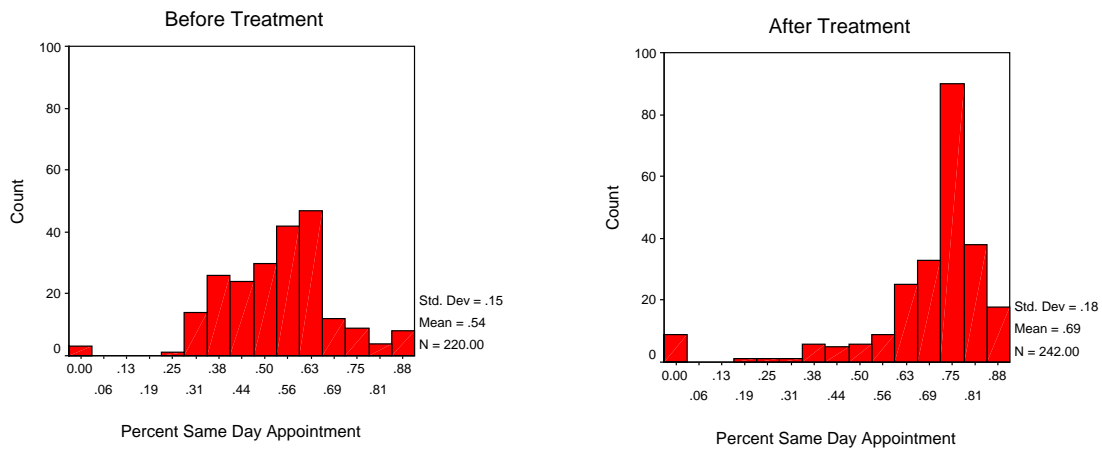 Before Treatment
100
80
60
40
20
0
Count
0.00 .13 .25 .38 .50 .63 .75 .88
.06 .19 .31 .44 .56 .69 .81
Percent Same Day Appointment
Std. Dev = .15
Mean = .54
N = 220.00
After Treatment
100
80
60
40
20
0
Count
0.00 .13 .25 .38 .50 .63 .75 .88
.06 .19 .31 .44 .56 .69 .81
Percent Same Day Appointment
Std. Dev = .18
Mean = .69
N = 242.00